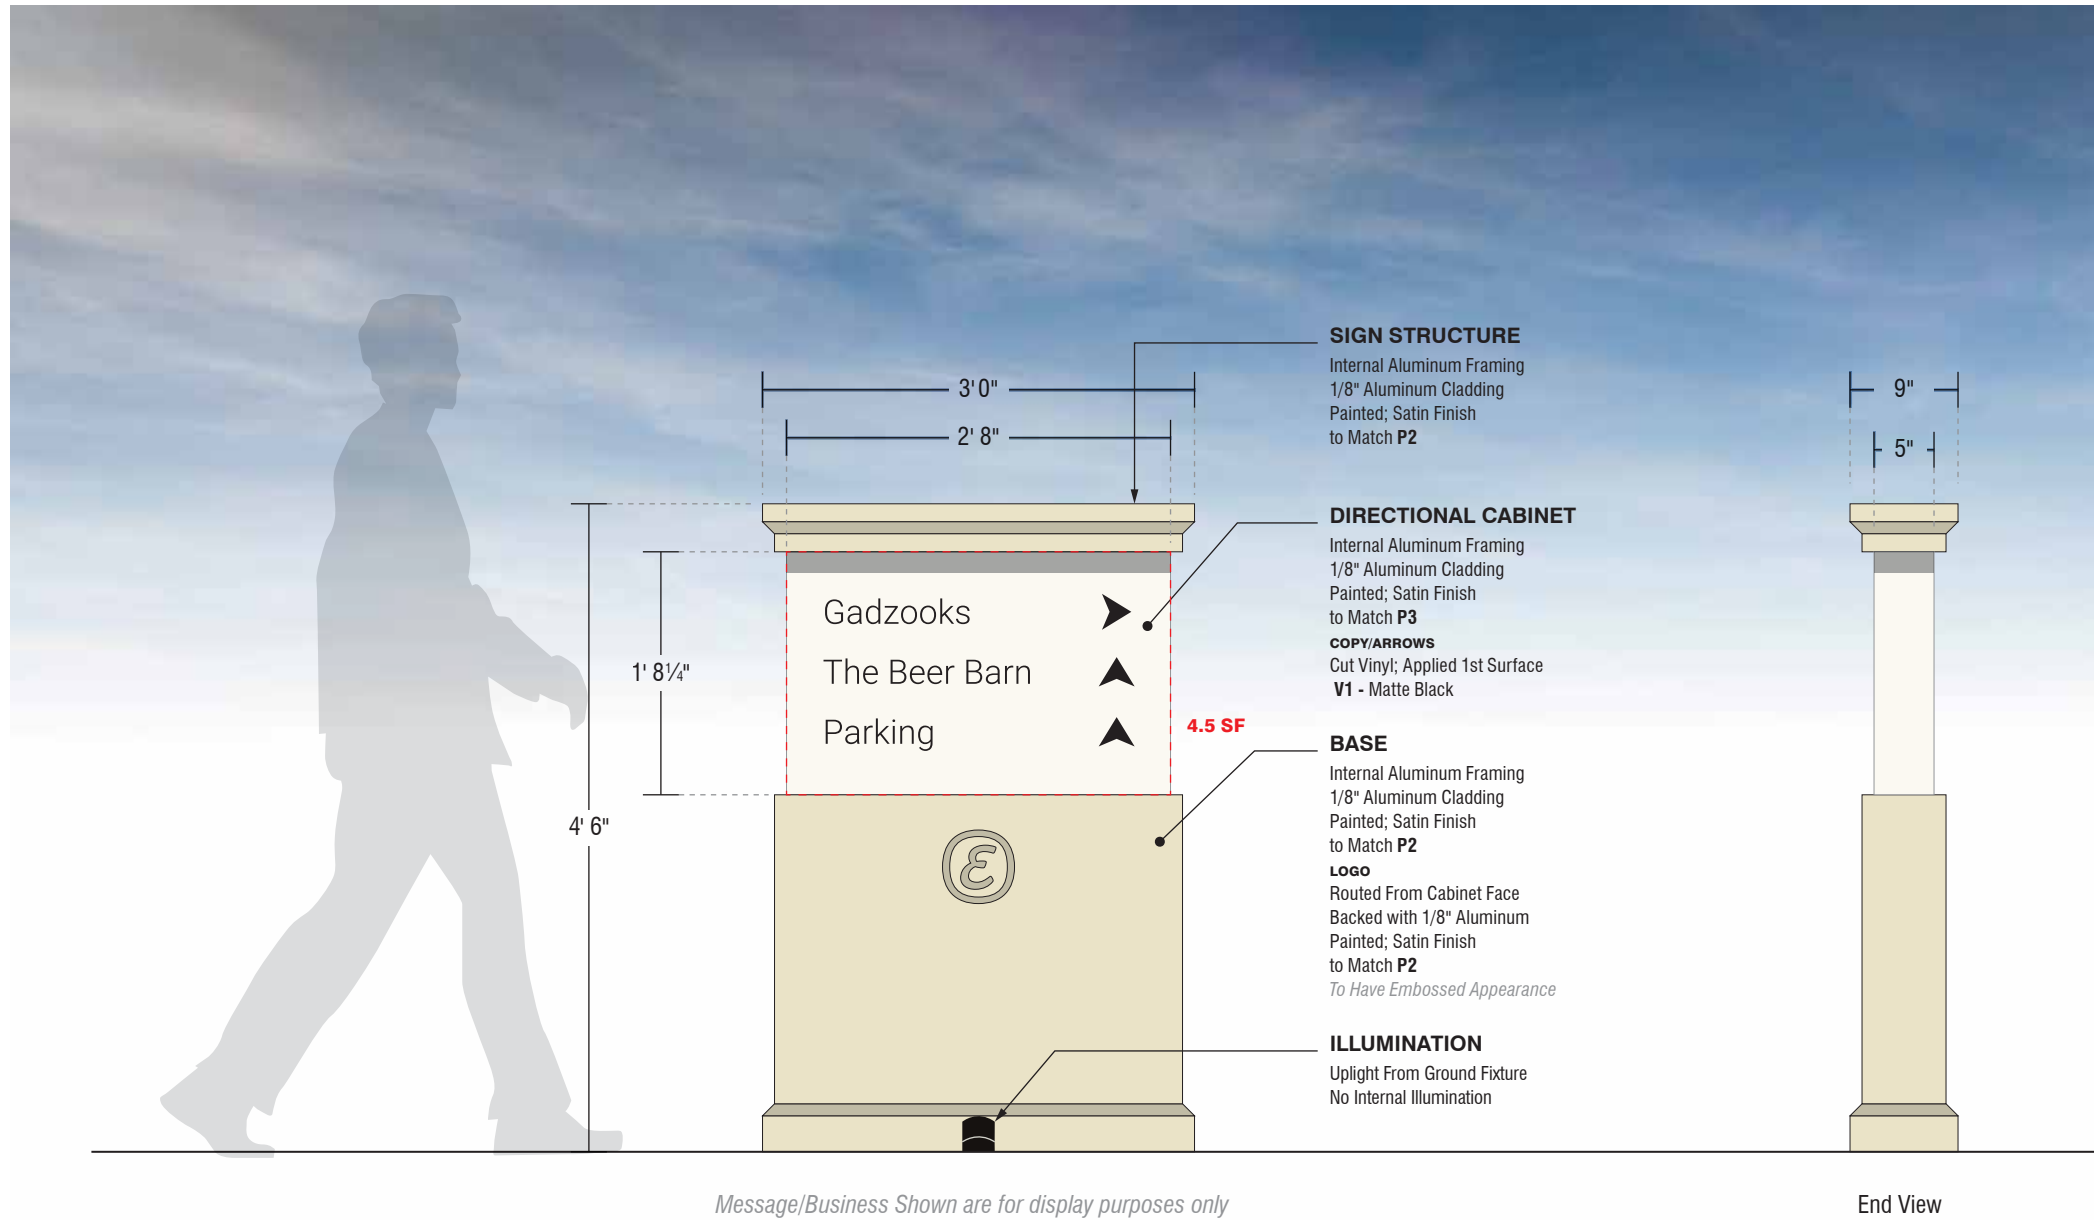 SIGN STRUCTURE
Internal Aluminum Framing
1/8" Aluminum Cladding
Painted; Satin Finish
to Match P2
3' 0"
2' 8"
9"
5"
DIRECTIONAL CABINET
Internal Aluminum Framing
1/8" Aluminum Cladding
Painted; Satin Finish
to Match P3
COPY/ARROWS
Cut Vinyl; Applied 1st Surface
V1 - Matte Black
Gadzooks
The Beer Barn
Parking
1' 8¼"
4.5 SF
4' 6"
BASE
Internal Aluminum Framing
1/8" Aluminum Cladding
Painted; Satin Finish
to Match P2
LOGO
Routed From Cabinet Face
Backed with 1/8" Aluminum
Painted; Satin Finish
to Match P2
To Have Embossed Appearance
ε
ILLUMINATION
Uplight From Ground Fixture
No Internal Illumination
Message/Business Shown are for display purposes only
End View